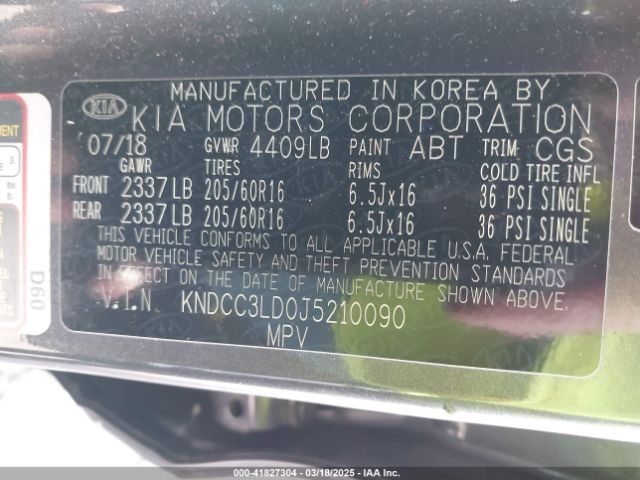 MANUFACTURED IN KOREA BY
KIA KIA MOTORS CORPORATION
07/18 GVWR 4409LB PAINT ABT TRIM CGS
GAWR TIRES RIMS COLD TIRE INFL
FRONT 2337LB 205/60R16 6.5Jx16 36 PSI SINGLE
REAR 2337LB 205/60R16 6.5Jx16 36 PSI SINGLE
THIS VEHICLE CONFORMS TO ALL APPLICABLE U.S.A. FEDERAL
MOTOR VEHICLE SAFETY AND THEFT PREVENTION STANDARDS
IN EFFECT ON THE DATE OF MANUFACTURE SHOWN ABOVE.
V.I.N KNDCC3LD0J5210090
MPV
D60
000-41827304 — 03/18/2025 — IAAI.COM